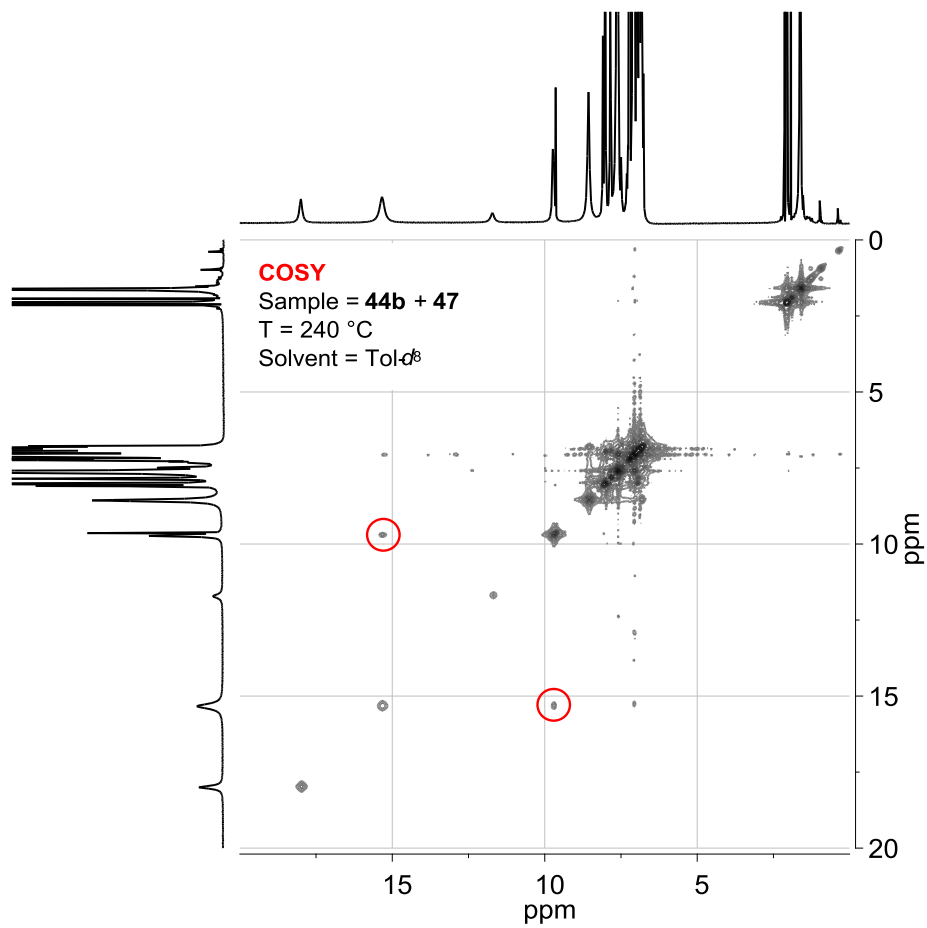 COSY
Sample = 44b + 47
T = 240 °C
Solvent = Tol-d8
0
5
10
15
20
ppm
15
10
5
ppm